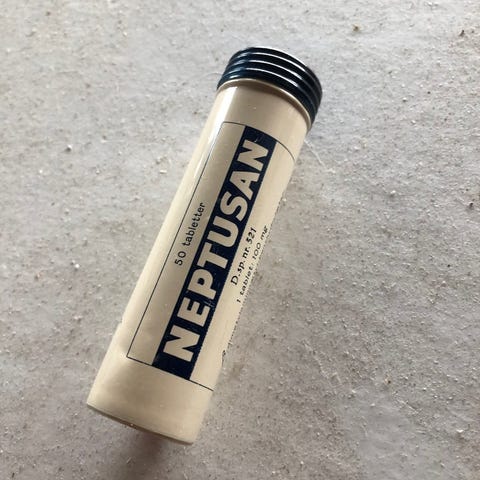 50 tabletter
NEPTUSAN
D.sp.nr. 521
1 tablet: 100 mg